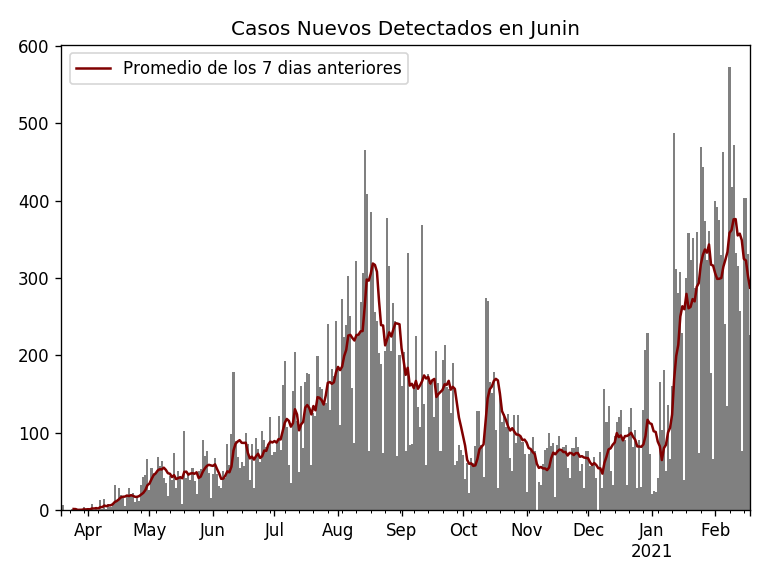 Casos Nuevos Detectados en Junin
Promedio de los 7 dias anteriores
600
500
400
300
200
100
0
Apr May Jun Jul Aug Sep Oct Nov Dec Jan Feb
2021